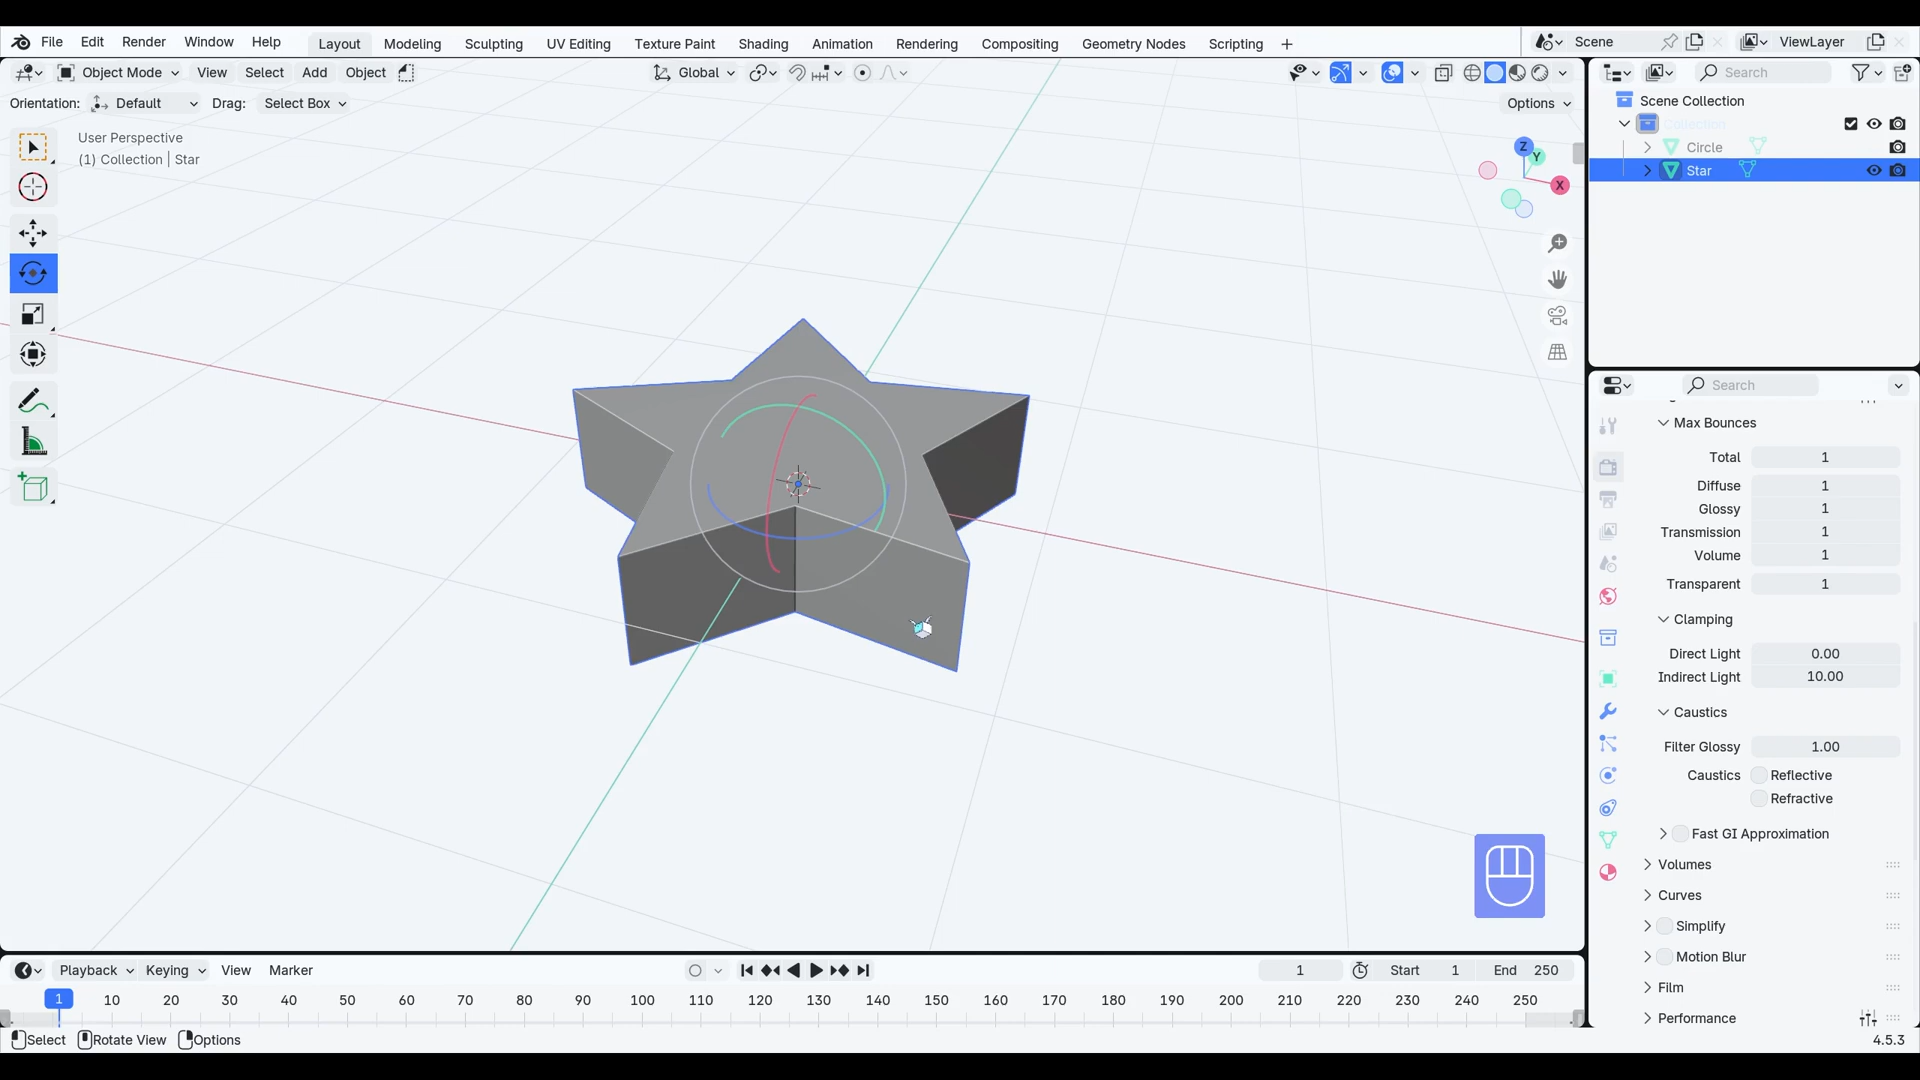 File Edit Render Window Help Layout Modeling Sculpting UV Editing Texture Paint Shading Animation Rendering Compositing Geometry Nodes Scripting + Scene ViewLayer
Object Mode View Select Add Object Global Search
Orientation: Default Drag: Select Box Options
User Perspective
(1) Collection | Star
Z
Y
X
Scene Collection
Collection
Circle
Star
Search
Max Bounces
Total 1
Diffuse 1
Glossy 1
Transmission 1
Volume 1
Transparent 1
Clamping
Direct Light 0.00
Indirect Light 10.00
Caustics
Filter Glossy 1.00
Caustics Reflective
Refractive
Fast GI Approximation
Volumes
Curves
Simplify
Motion Blur
Film
Performance
Playback Keying View Marker 1 Start 1 End 250
1 10 20 30 40 50 60 70 80 90 100 110 120 130 140 150 160 170 180 190 200 210 220 230 240 250
Select Rotate View Options 4.5.3